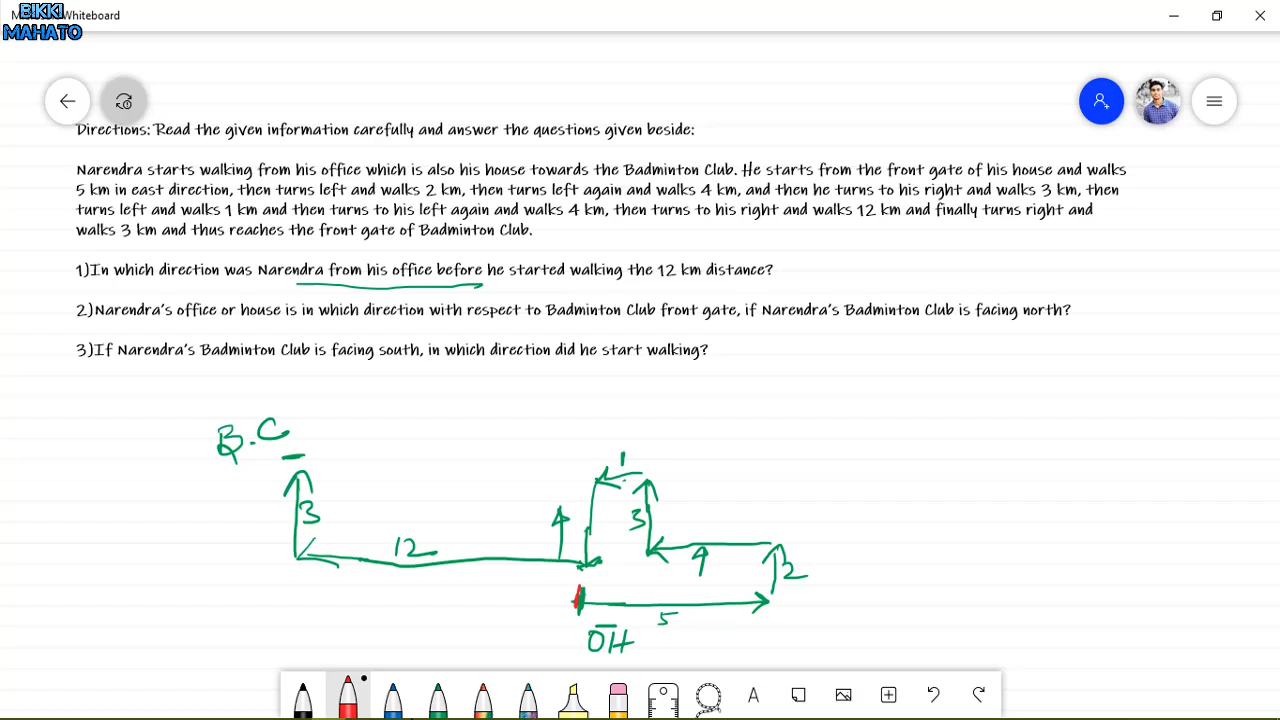 BIKKI
MAHATO
Whiteboard
Directions: Read the given information carefully and answer the questions given beside:
Narendra starts walking from his office which is also his house towards the Badminton Club. He starts from the front gate of his house and walks
5 km in east direction, then turns left and walks 2 km, then turns left again and walks 4 km, and then he turns to his right and walks 3 km, then
turns left and walks 1 km and then turns to his left again and walks 4 km, then turns to his right and walks 12 km and finally turns right and
walks 3 km and thus reaches the front gate of Badminton Club.
1)In which direction was Narendra from his office before he started walking the 12 km distance?
2)Narendra's office or house is in which direction with respect to Badminton Club front gate, if Narendra's Badminton Club is facing north?
3)If Narendra's Badminton Club is facing south, in which direction did he start walking?
B.C
1
3
4
3
12
4
2
5
OH
A